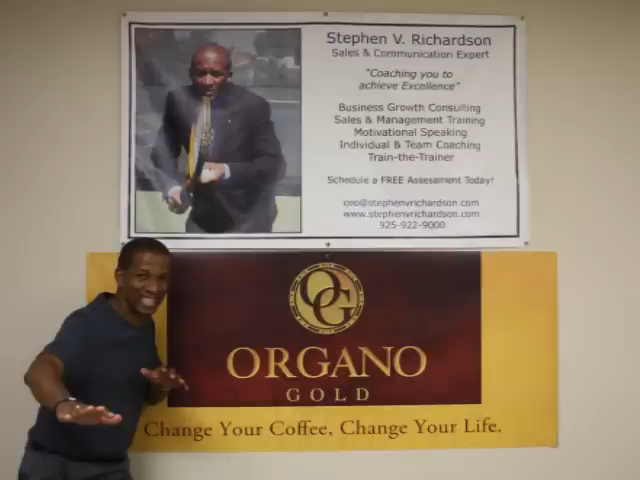 Stephen V. Richardson
Sales & Communication Expert
"Coaching you to
achieve Excellence"
Business Growth Consulting
Sales & Management Training
Motivational Speaking
Individual & Team Coaching
Train-the-Trainer
Schedule a FREE Assessment Today!
ceo@stephenvrichardson.com
www.stephenvrichardson.com
925-922-9000
OG
ORGANO
GOLD
Change Your Coffee, Change Your Life.